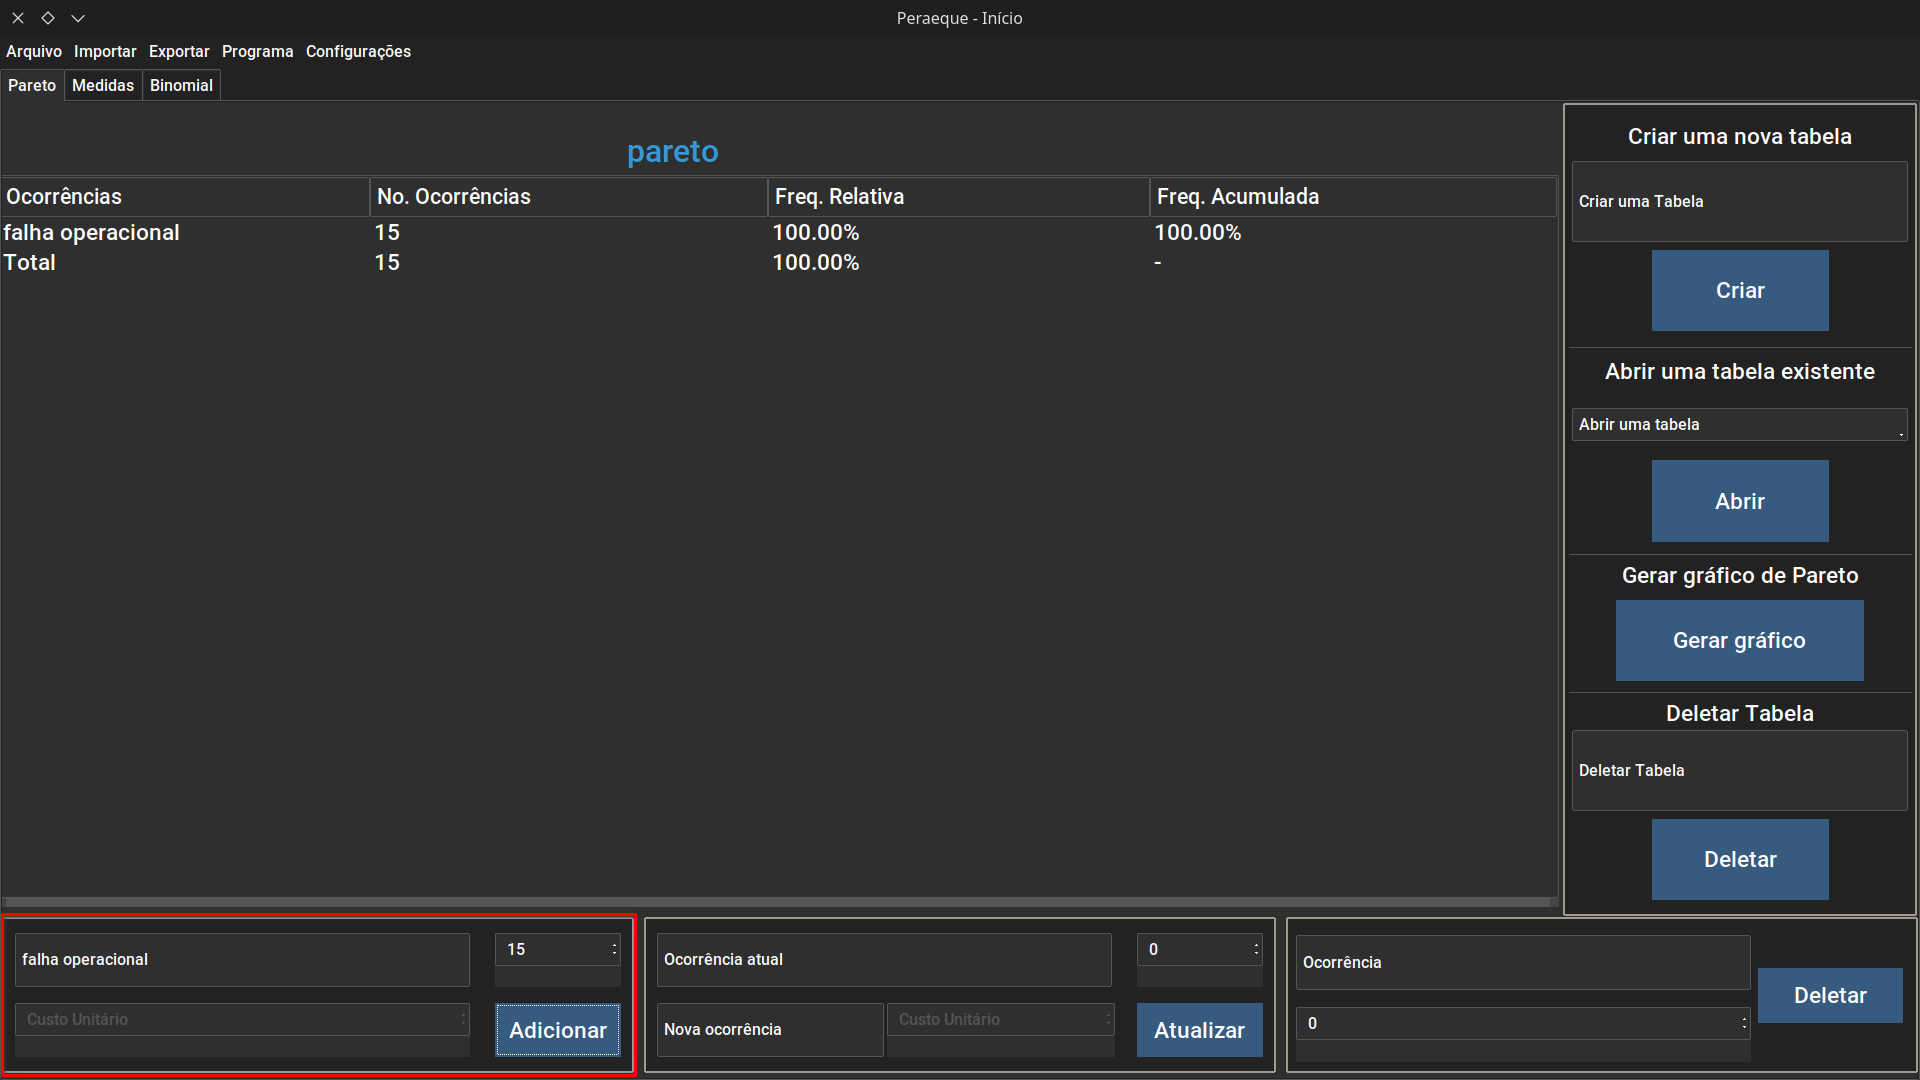 Peraeque - Início
Arquivo Importar Exportar Programa Configurações
Pareto Medidas Binomial
pareto
Ocorrências No. Ocorrências Freq. Relativa Freq. Acumulada
falha operacional 15 100.00% 100.00%
Total 15 100.00% -
Criar uma nova tabela
Criar uma Tabela
Criar
Abrir uma tabela existente
Abrir uma tabela
Abrir
Gerar gráfico de Pareto
Gerar gráfico
Deletar Tabela
Deletar Tabela
Deletar
falha operacional 15
Custo Unitário Adicionar
Ocorrência atual 0
Nova ocorrência Custo Unitário Atualizar
Ocorrência
0
Deletar